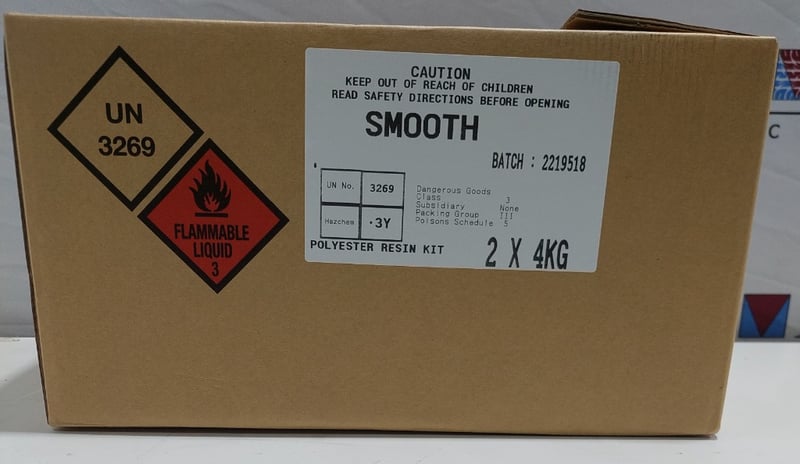 UN
3269
FLAMMABLE
LIQUID
3
CAUTION
KEEP OUT OF REACH OF CHILDREN
READ SAFETY DIRECTIONS BEFORE OPENING
SMOOTH
BATCH : 2219518
UN No. 3269
Hazchem ·3Y
Dangerous Goods
Class 3
Subsidiary None
Packing Group III
Poisons Schedule 5
POLYESTER RESIN KIT
2 X 4KG
C